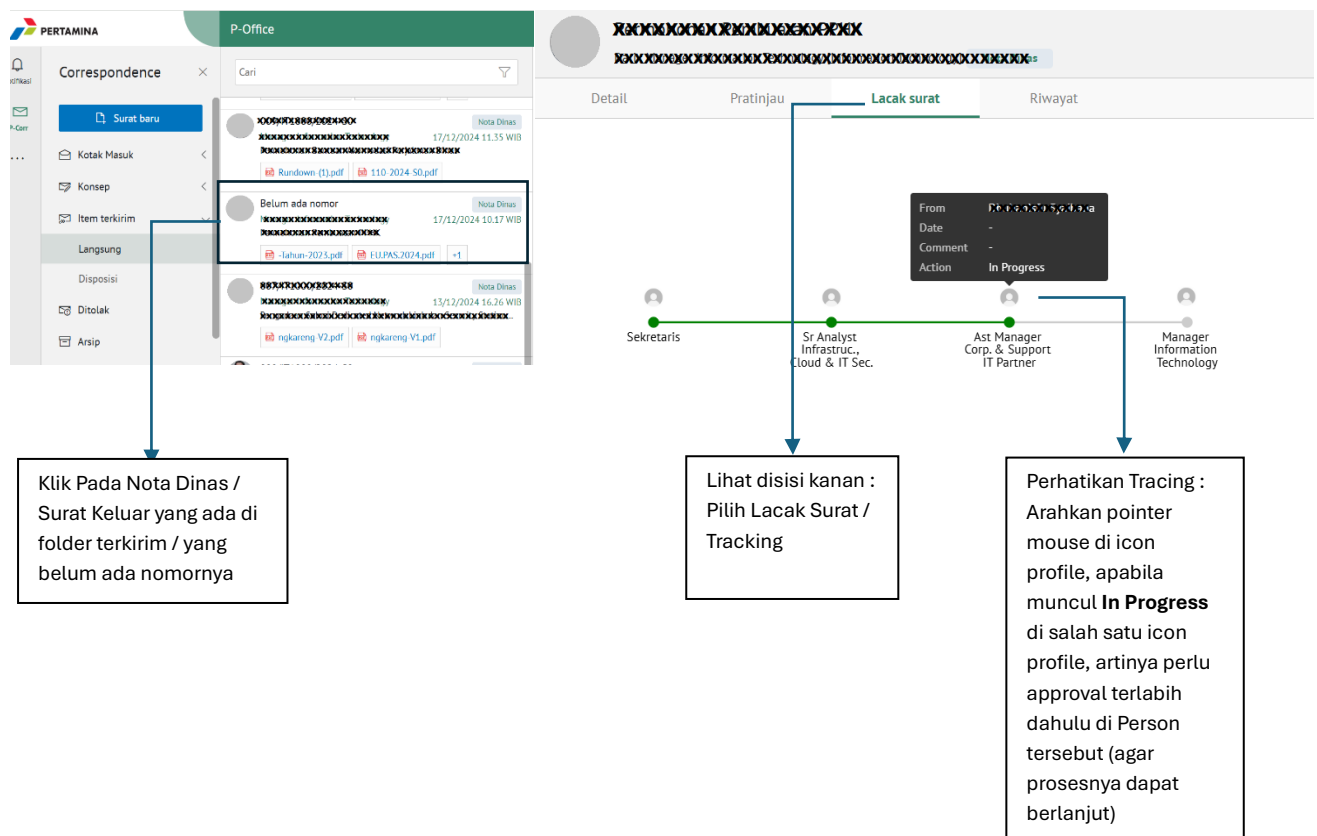 PERTAMINA
P-Office
Notifikasi
P-Corr
...
Correspondence
Surat baru
Kotak Masuk
Konsep
Item terkirim
Langsung
Disposisi
Ditolak
Arsip
Cari
Nota Dinas
17/12/2024 11.35 WIB
Rundown-(1).pdf 110-2024-S0.pdf
Belum ada nomor Nota Dinas
17/12/2024 10.17 WIB
-Tahun-2023.pdf EU.PAS.2024.pdf +1
Nota Dinas
13/12/2024 16.26 WIB
ngkareng V2.pdf ngkareng V1.pdf
Detail Pratinjau Lacak surat Riwayat
From
Date -
Comment -
Action In Progress
Sekretaris
Sr Analyst
Infrastruc.,
Cloud & IT Sec.
Ast Manager
Corp. & Support
IT Partner
Manager
Information
Technology
Klik Pada Nota Dinas /
Surat Keluar yang ada di
folder terkirim / yang
belum ada nomornya
Lihat disisi kanan :
Pilih Lacak Surat /
Tracking
Perhatikan Tracing :
Arahkan pointer
mouse di icon
profile, apabila
muncul In Progress
di salah satu icon
profile, artinya perlu
approval terlabih
dahulu di Person
tersebut (agar
prosesnya dapat
berlanjut)